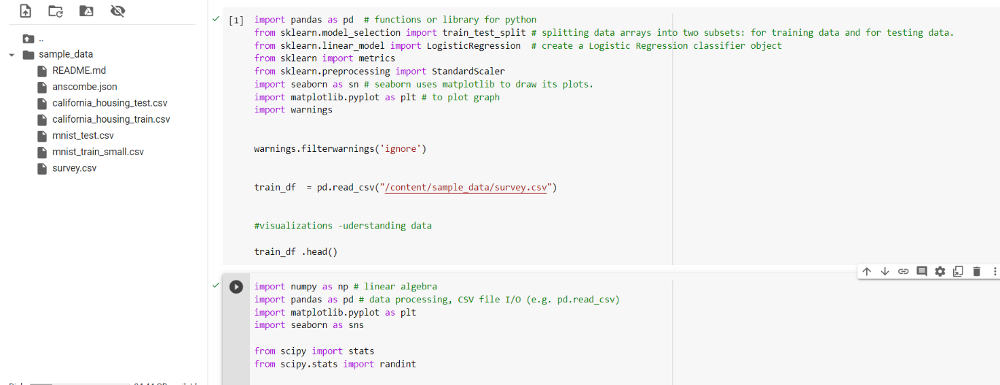 ..
sample_data
README.md
anscombe.json
california_housing_test.csv
california_housing_train.csv
mnist_test.csv
mnist_train_small.csv
survey.csv
[1]
import pandas as pd  # functions or library for python
from sklearn.model_selection import train_test_split # splitting data arrays into two subsets: for training data and for testing data.
from sklearn.linear_model import LogisticRegression  # create a Logistic Regression classifier object
from sklearn import metrics
from sklearn.preprocessing import StandardScaler
import seaborn as sn # seaborn uses matplotlib to draw its plots.
import matplotlib.pyplot as plt # to plot graph
import warnings
warnings.filterwarnings('ignore')
train_df  = pd.read_csv("/content/sample_data/survey.csv")
#visualizations -uderstanding data
train_df .head()
import numpy as np # linear algebra
import pandas as pd # data processing, CSV file I/O (e.g. pd.read_csv)
import matplotlib.pyplot as plt
import seaborn as sns
from scipy import stats
from scipy.stats import randint